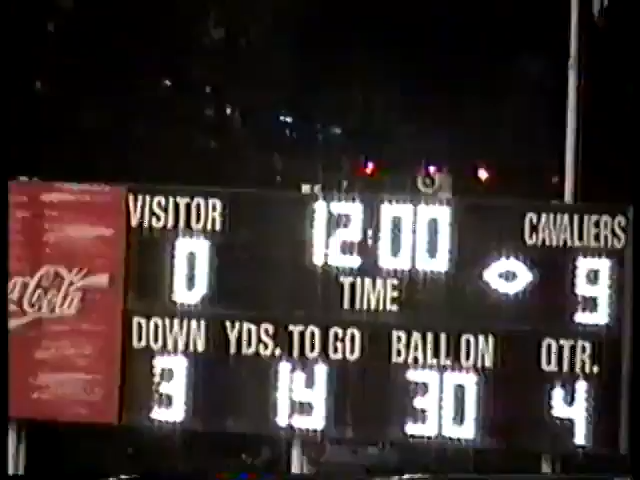 VISITOR
12:00
CAVALIERS
0
TIME
9
Coca-Cola
DOWN
YDS. TO GO
BALL ON
QTR.
3
19
30
4